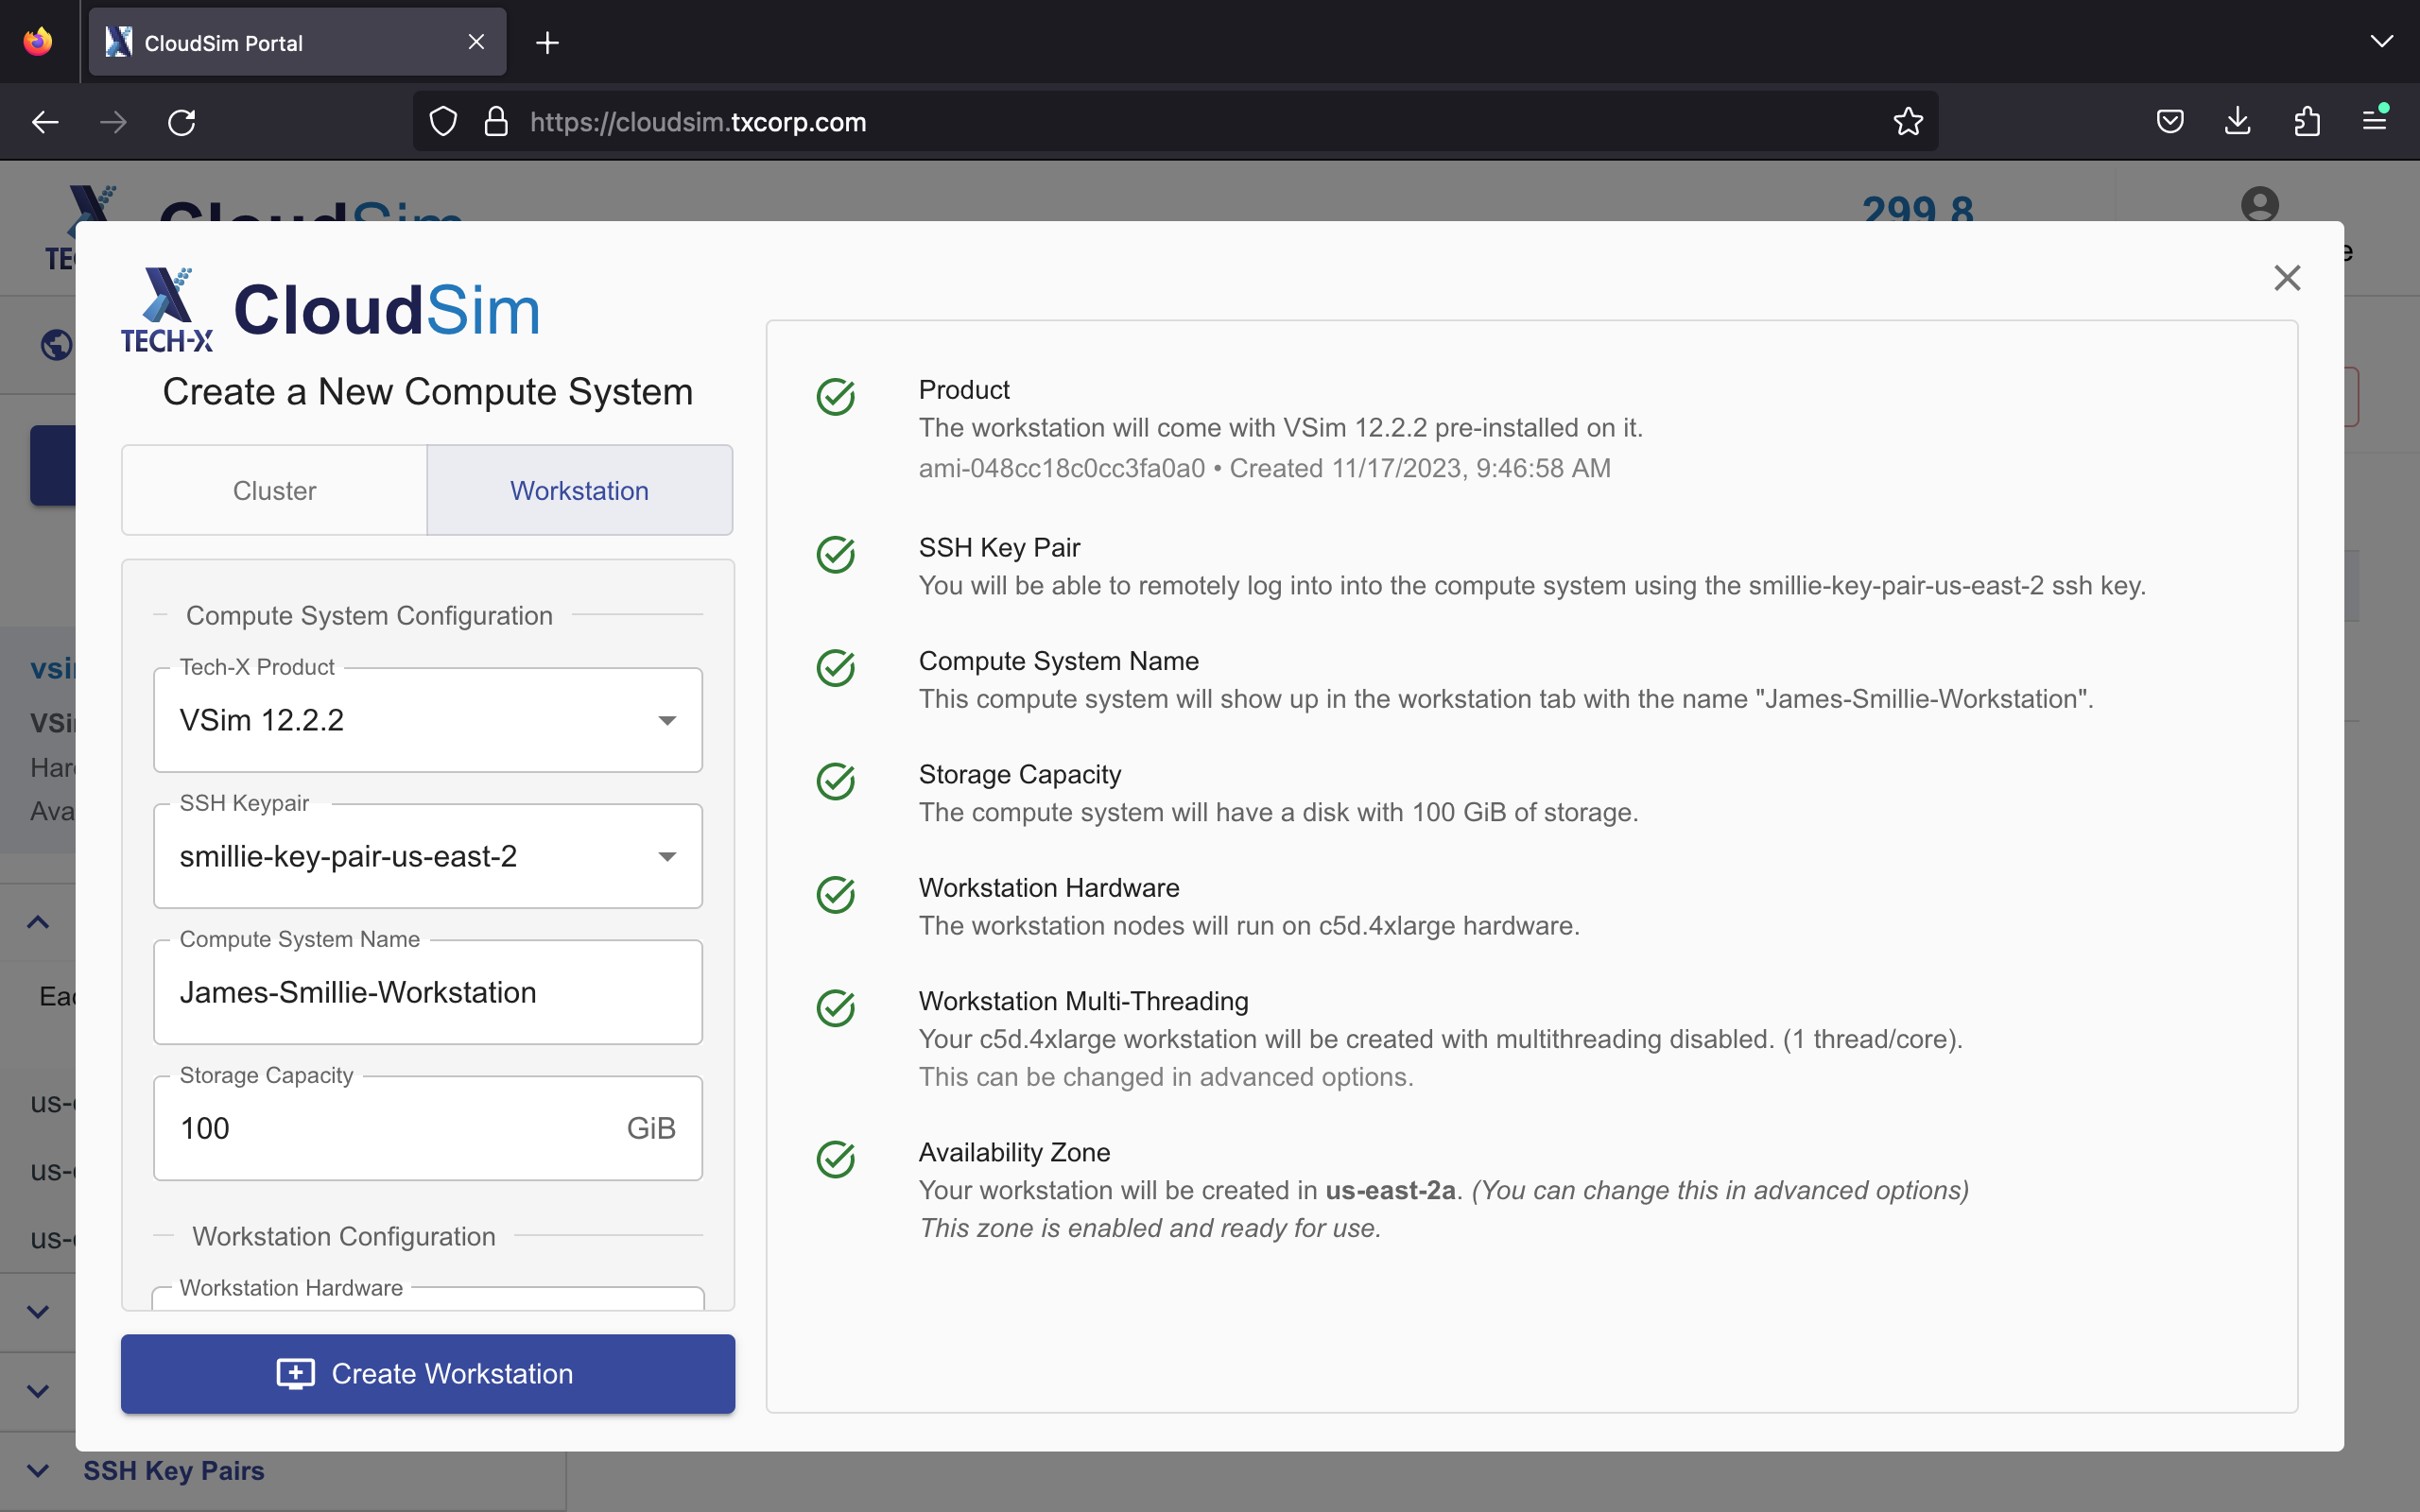 CloudSim Portal
https://cloudsim.txcorp.com
CloudSim
299.8
TECH-X
CloudSim
Create a New Compute System
Cluster
Workstation
Compute System Configuration
Tech-X Product
VSim 12.2.2
SSH Keypair
smillie-key-pair-us-east-2
Compute System Name
James-Smillie-Workstation
Storage Capacity
100 GiB
Workstation Configuration
Workstation Hardware
Create Workstation
Product
The workstation will come with VSim 12.2.2 pre-installed on it.
ami-048cc18c0cc3fa0a0 • Created 11/17/2023, 9:46:58 AM
SSH Key Pair
You will be able to remotely log into into the compute system using the smillie-key-pair-us-east-2 ssh key.
Compute System Name
This compute system will show up in the workstation tab with the name "James-Smillie-Workstation".
Storage Capacity
The compute system will have a disk with 100 GiB of storage.
Workstation Hardware
The workstation nodes will run on c5d.4xlarge hardware.
Workstation Multi-Threading
Your c5d.4xlarge workstation will be created with multithreading disabled. (1 thread/core).
This can be changed in advanced options.
Availability Zone
Your workstation will be created in us-east-2a. (You can change this in advanced options)
This zone is enabled and ready for use.
SSH Key Pairs